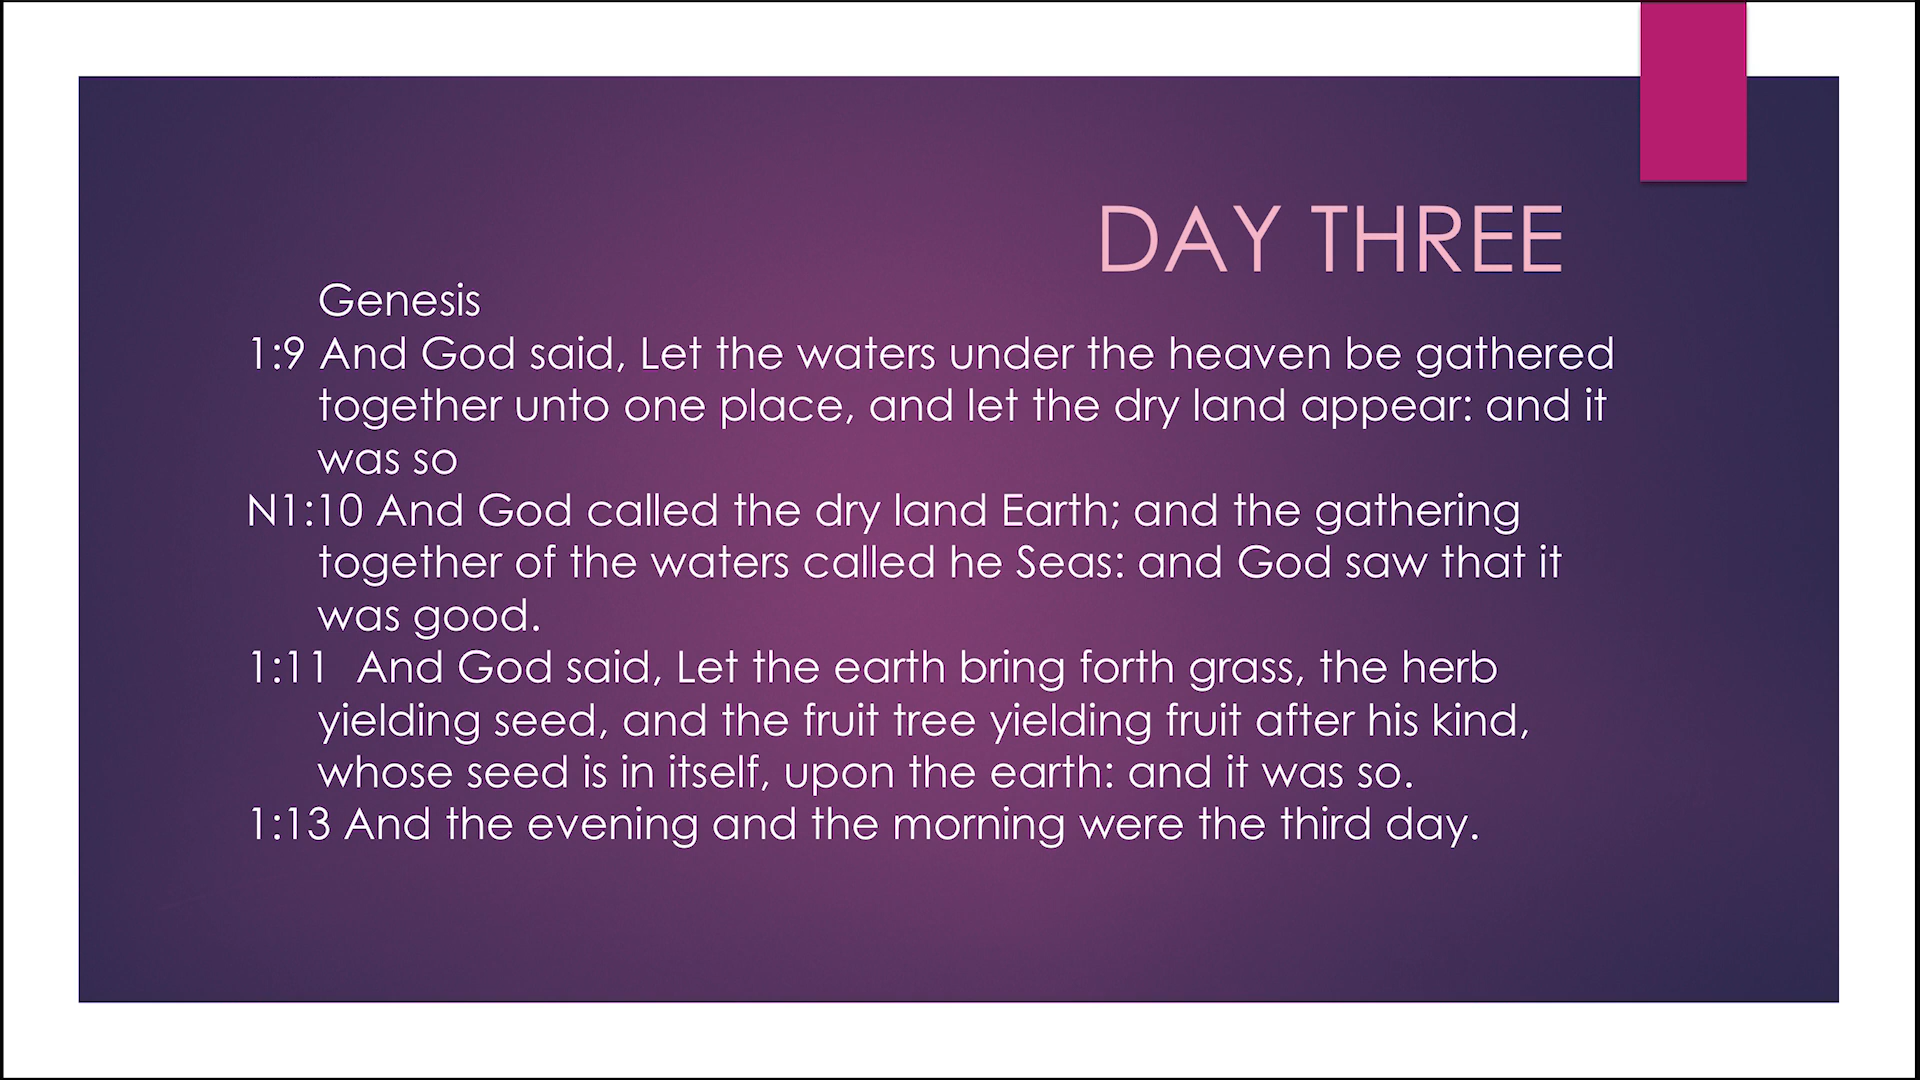 DAY THREE
Genesis
1:9 And God said, Let the waters under the heaven be gathered
together unto one place, and let the dry land appear: and it
was so
N1:10 And God called the dry land Earth; and the gathering
together of the waters called he Seas: and God saw that it
was good.
1:11  And God said, Let the earth bring forth grass, the herb
yielding seed, and the fruit tree yielding fruit after his kind,
whose seed is in itself, upon the earth: and it was so.
1:13 And the evening and the morning were the third day.